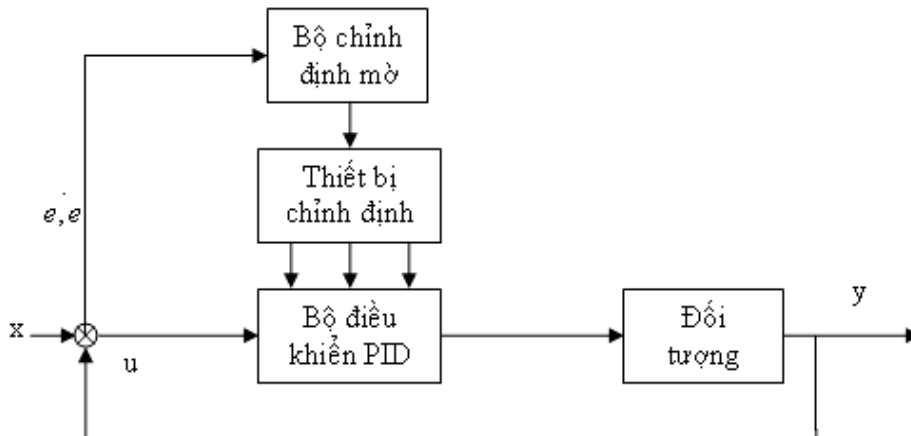 Bộ chỉnh
định mờ
Thiết bị
chỉnh định
e,ė
x
u
Bộ điều
khiển PID
Đối
tượng
y